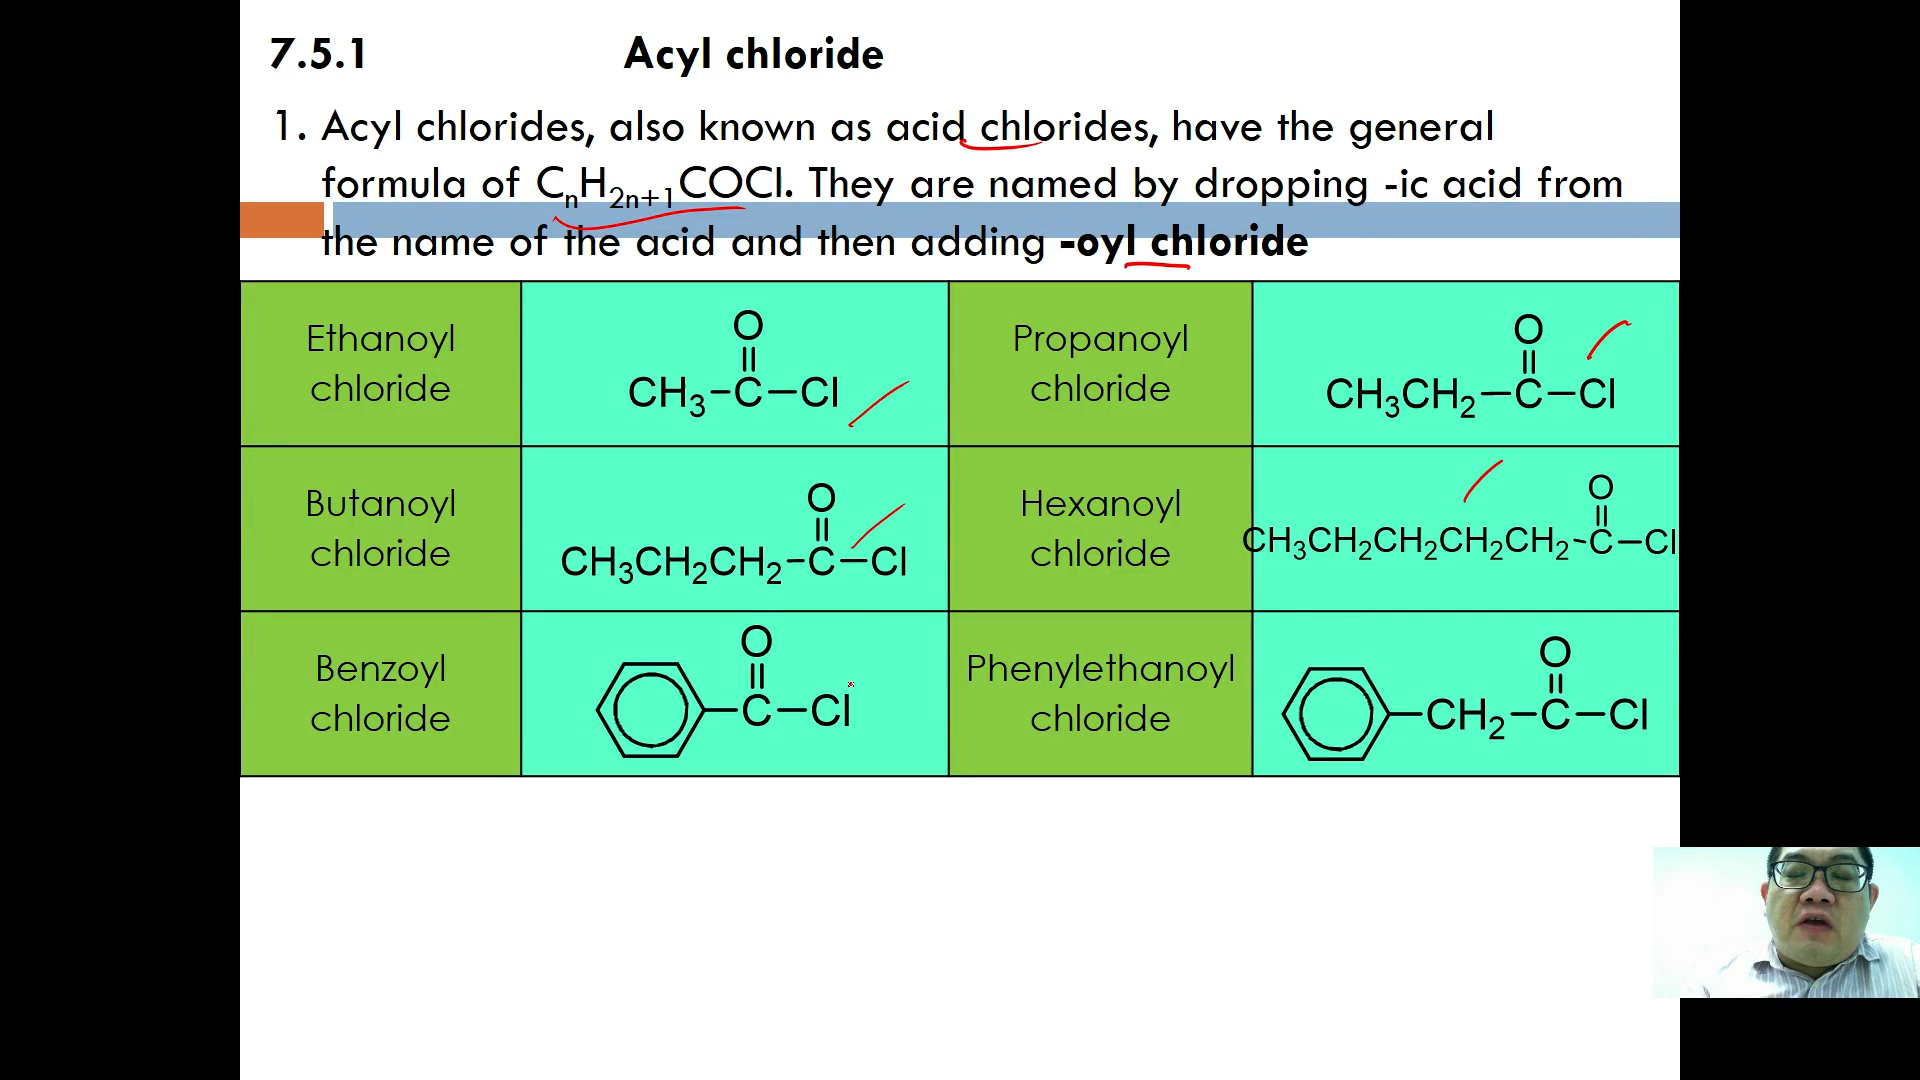 7.5.1 Acyl chloride
1. Acyl chlorides, also known as acid chlorides, have the general
formula of CnH2n+1COCl. They are named by dropping -ic acid from
the name of the acid and then adding -oyl chloride
Ethanoyl
chloride
O
CH3-C-Cl
Propanoyl
chloride
O
CH3CH2-C-Cl
Butanoyl
chloride
O
CH3CH2CH2-C-Cl
Hexanoyl
chloride
O
CH3CH2CH2CH2CH2-C-Cl
Benzoyl
chloride
O
C-Cl
Phenylethanoyl
chloride
O
CH2-C-Cl